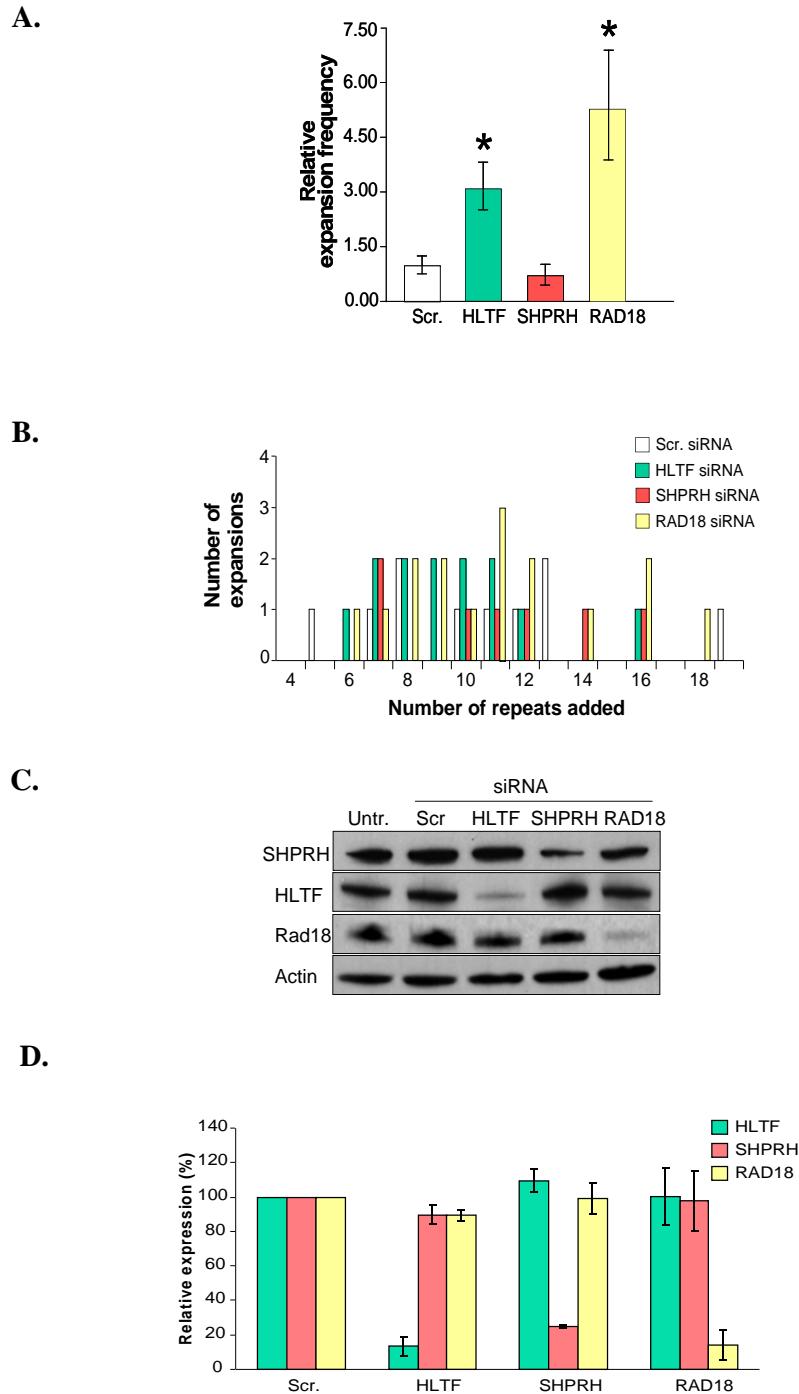 A.
7.50
6.00
4.50
3.00
1.50
0.00
Relative
expansion frequency
*
*
Scr. HLTF SHPRH RAD18
B.
Scr. siRNA
HLTF siRNA
SHPRH siRNA
RAD18 siRNA
4
3
2
1
0
Number of
expansions
4 6 8 10 12 14 16 18
Number of repeats added
C.
siRNA
Untr. Scr HLTF SHPRH RAD18
SHPRH
HLTF
Rad18
Actin
D.
HLTF
SHPRH
RAD18
140
120
100
80
60
40
20
0
Relative expression (%)
Scr. HLTF SHPRH RAD18